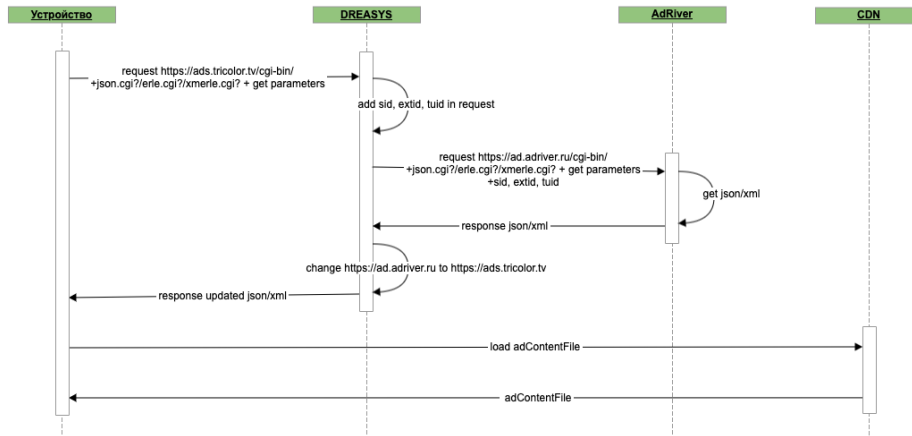 Устройство
DREASYS
AdRiver
CDN
request https://ads.tricolor.tv/cgi-bin/
+json.cgi?/erle.cgi?/xmerle.cgi? + get parameters
add sid, extid, tuid in request
request https://ad.adriver.ru/cgi-bin/
+json.cgi?/erle.cgi?/xmerle.cgi? + get parameters
+sid, extid, tuid
get json/xml
response json/xml
change https://ad.adriver.ru to https://ads.tricolor.tv
response updated json/xml
load adContentFile
adContentFile